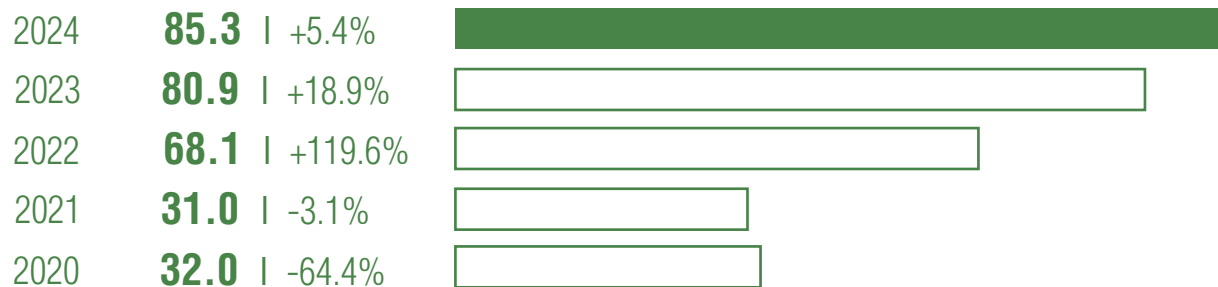 2024 85.3 | +5.4%
2023 80.9 | +18.9%
2022 68.1 | +119.6%
2021 31.0 | -3.1%
2020 32.0 | -64.4%